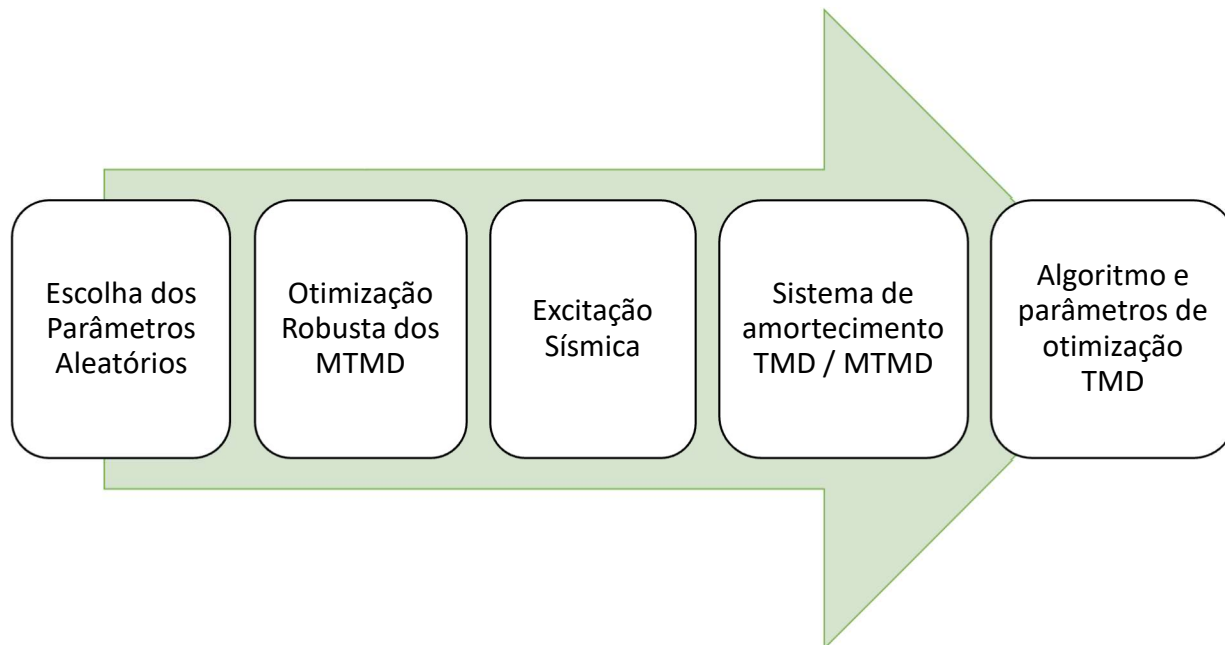 Escolha dos
Parâmetros
Aleatórios
Otimização
Robusta dos
MTMD
Excitação
Sísmica
Sistema de
amortecimento
TMD / MTMD
Algoritmo e
parâmetros de
otimização
TMD